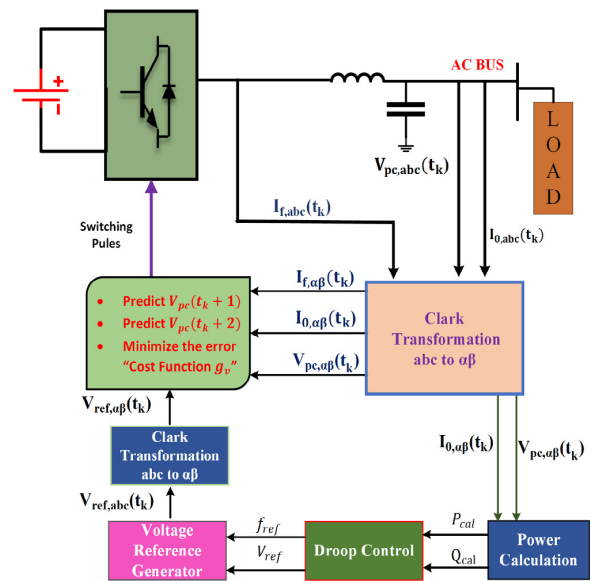 +
AC BUS
−
L
O
A
D
V_pc,abc(t_k)
I_f,abc(t_k)
I_0,abc(t_k)
Switching
Pules
• Predict V_pc(t_k + 1)
• Predict V_pc(t_k + 2)
• Minimize the error
“Cost Function g_v”
I_f,αβ(t_k)
I_0,αβ(t_k)
V_pc,αβ(t_k)
Clark
Transformation
abc to αβ
V_ref,αβ(t_k)
Clark
Transformation
abc to αβ
I_0,αβ(t_k)
V_pc,αβ(t_k)
V_ref,abc(t_k)
Voltage
Reference
Generator
f_ref
V_ref
Droop Control
P_cal
Q_cal
Power
Calculation